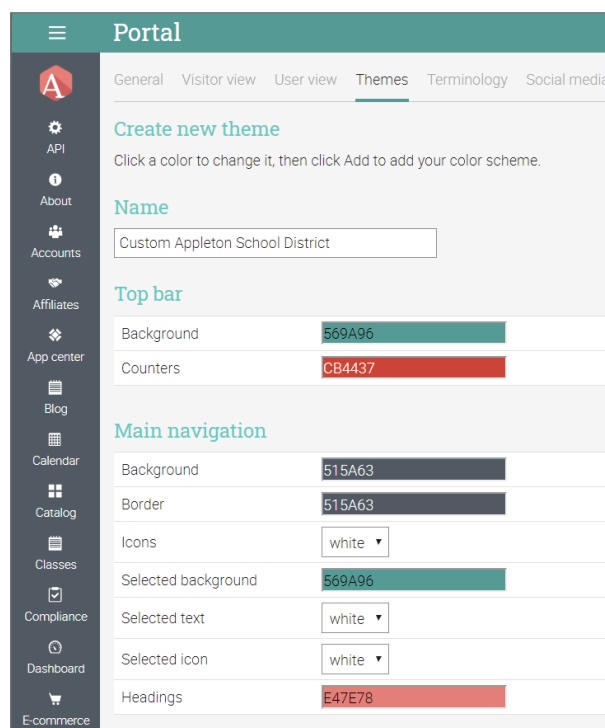 Portal
A
General Visitor view User view Themes Terminology Social media
API
About
Accounts
Affiliates
App center
Blog
Calendar
Catalog
Classes
Compliance
Dashboard
E-commerce
Create new theme
Click a color to change it, then click Add to add your color scheme.
Name
Custom Appleton School District
Top bar
Background 569A96
Counters CB4437
Main navigation
Background 515A63
Border 515A63
Icons white
Selected background 569A96
Selected text white
Selected icon white
Headings E47E78